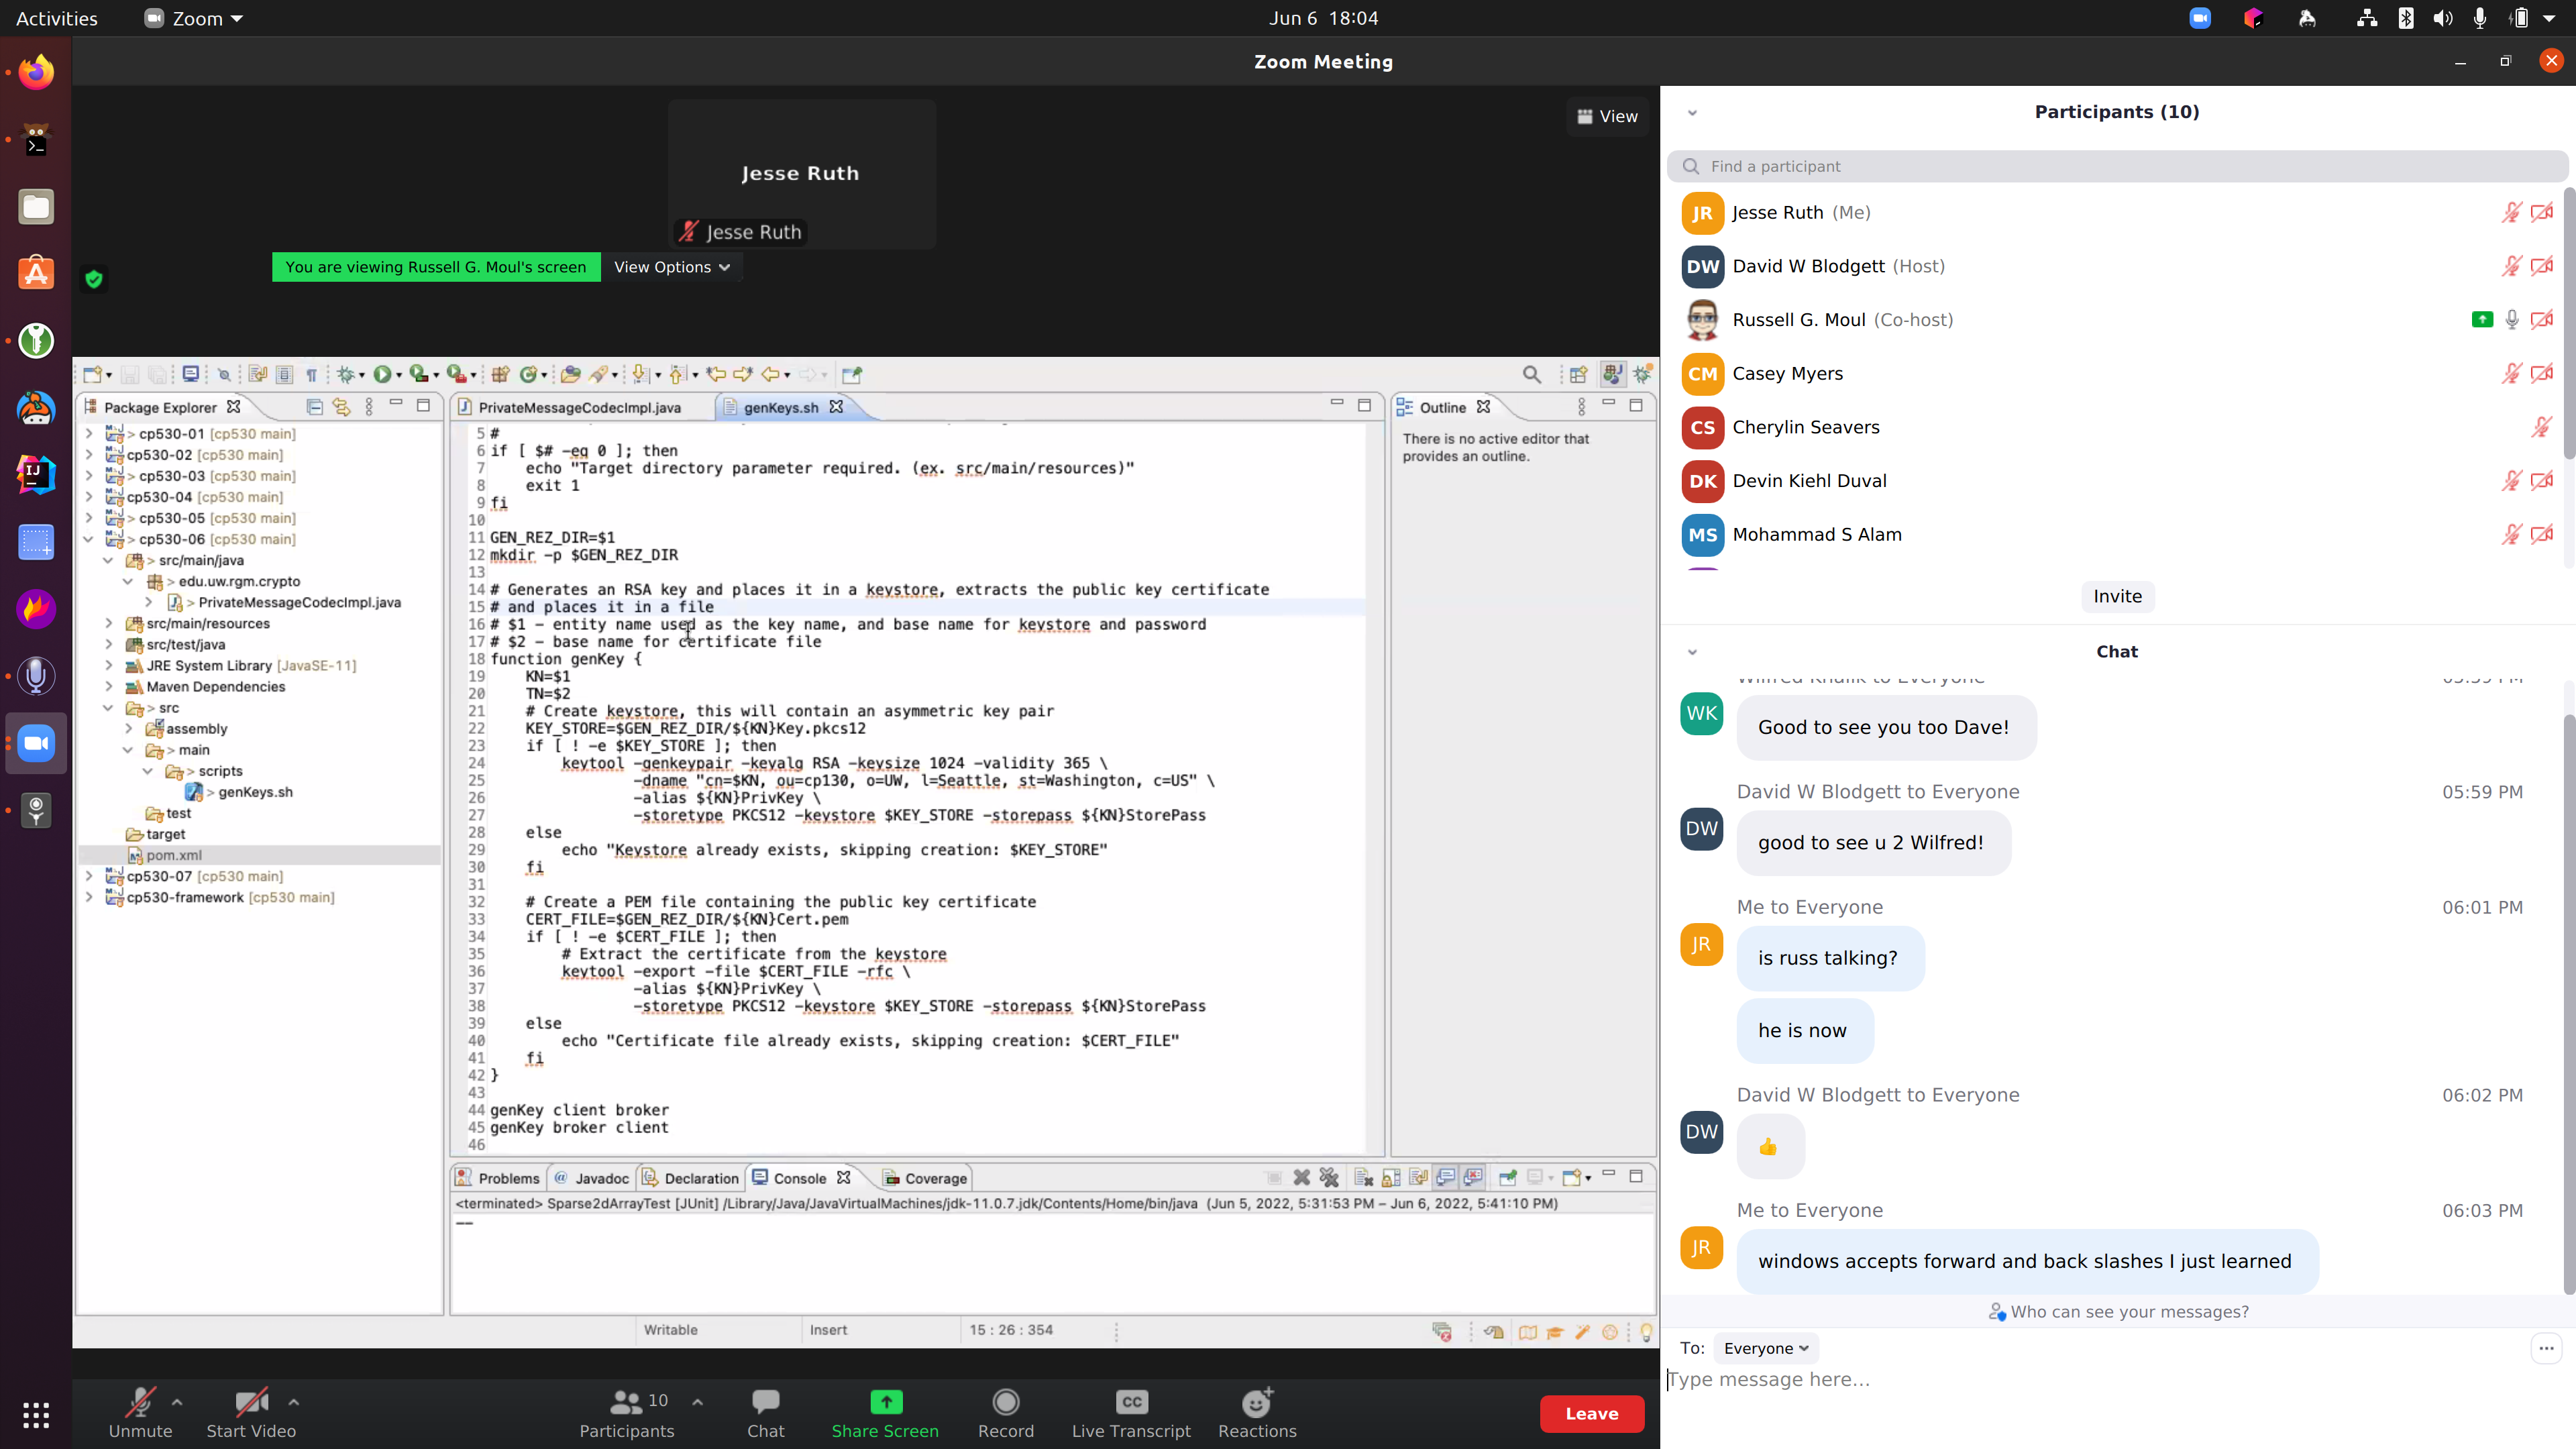 Activities
Zoom
Jun 6 18:04
Zoom Meeting
Jesse Ruth
Jesse Ruth
View
You are viewing Russell G. Moul's screen
View Options
Package Explorer
> cp530-01 [cp530 main]
cp530-02 [cp530 main]
> cp530-03 [cp530 main]
cp530-04 [cp530 main]
> cp530-05 [cp530 main]
> cp530-06 [cp530 main]
> src/main/java
> edu.uw.rgm.crypto
> PrivateMessageCodecImpl.java
src/main/resources
src/test/java
JRE System Library [JavaSE-11]
Maven Dependencies
> src
assembly
> main
> scripts
> genKeys.sh
test
target
pom.xml
cp530-07 [cp530 main]
cp530-framework [cp530 main]
PrivateMessageCodecImpl.java
genKeys.sh
5 #
6 if [ $# -eq 0 ]; then
7 echo "Target directory parameter required. (ex. src/main/resources)"
8 exit 1
9 fi
10
11 GEN_REZ_DIR=$1
12 mkdir -p $GEN_REZ_DIR
13
14 # Generates an RSA key and places it in a keystore, extracts the public key certificate
15 # and places it in a file
16 # $1 - entity name used as the key name, and base name for keystore and password
17 # $2 - base name for certificate file
18 function genKey {
19 KN=$1
20 TN=$2
21 # Create keystore, this will contain an asymmetric key pair
22 KEY_STORE=$GEN_REZ_DIR/${KN}Key.pkcs12
23 if [ ! -e $KEY_STORE ]; then
24 keytool -genkeypair -keyalg RSA -keysize 1024 -validity 365 \
25 -dname "cn=$KN, ou=cp130, o=UW, l=Seattle, st=Washington, c=US" \
26 -alias ${KN}PrivKey \
27 -storetype PKCS12 -keystore $KEY_STORE -storepass ${KN}StorePass
28 else
29 echo "Keystore already exists, skipping creation: $KEY_STORE"
30 fi
31
32 # Create a PEM file containing the public key certificate
33 CERT_FILE=$GEN_REZ_DIR/${KN}Cert.pem
34 if [ ! -e $CERT_FILE ]; then
35 # Extract the certificate from the keystore
36 keytool -export -file $CERT_FILE -rfc \
37 -alias ${KN}PrivKey \
38 -storetype PKCS12 -keystore $KEY_STORE -storepass ${KN}StorePass
39 else
40 echo "Certificate file already exists, skipping creation: $CERT_FILE"
41 fi
42 }
43
44 genKey client broker
45 genKey broker client
46
Outline
There is no active editor that
provides an outline.
Problems
@ Javadoc
Declaration
Console
Coverage
<terminated> Sparse2dArrayTest [JUnit] /Library/Java/JavaVirtualMachines/jdk-11.0.7.jdk/Contents/Home/bin/java (Jun 5, 2022, 5:31:53 PM – Jun 6, 2022, 5:41:10 PM)
--
Writable
Insert
15 : 26 : 354
Unmute
Start Video
10
Participants
Chat
Share Screen
Record
CC
Live Transcript
Reactions
Leave
Participants (10)
Find a participant
JR Jesse Ruth (Me)
DW David W Blodgett (Host)
Russell G. Moul (Co-host)
CM Casey Myers
CS Cherylin Seavers
DK Devin Kiehl Duval
MS Mohammad S Alam
Invite
Chat
WK
Good to see you too Dave!
David W Blodgett to Everyone 05:59 PM
DW
good to see u 2 Wilfred!
Me to Everyone 06:01 PM
JR
is russ talking?
he is now
David W Blodgett to Everyone 06:02 PM
DW
👍
Me to Everyone 06:03 PM
JR
windows accepts forward and back slashes I just learned
Who can see your messages?
To: Everyone
Type message here...